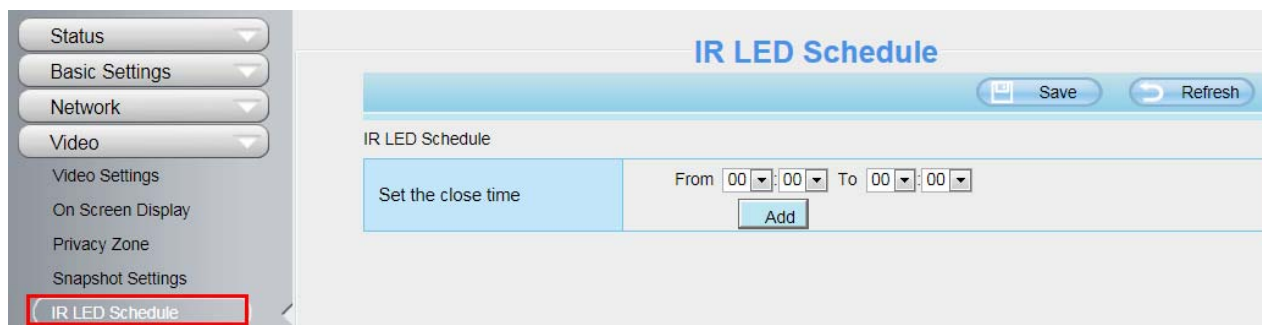 Status
Basic Settings
Network
Video
Video Settings
On Screen Display
Privacy Zone
Snapshot Settings
IR LED Schedule
IR LED Schedule
Save Refresh
IR LED Schedule
Set the close time
From 00 : 00 To 00 : 00
Add